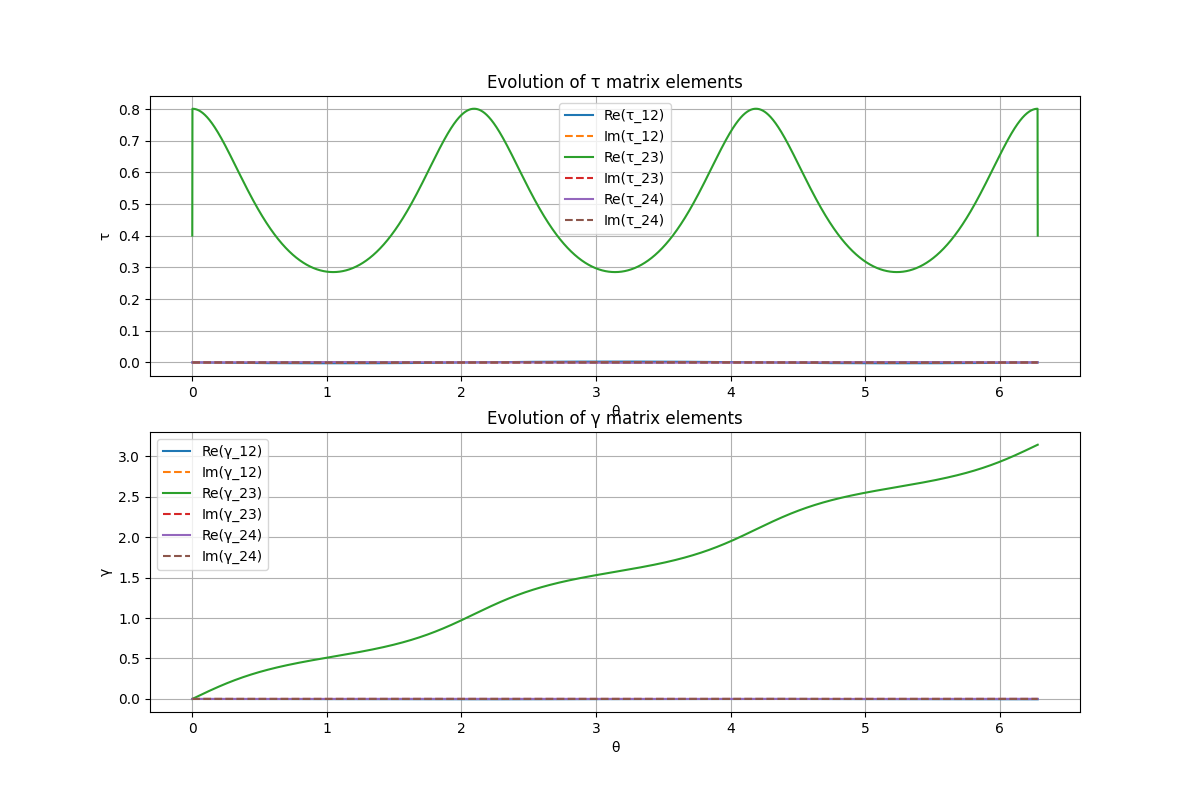 Evolution of τ matrix elements
0.8
0.7
0.6
0.5
0.4
0.3
0.2
0.1
0.0
τ
Re(τ_12)
Im(τ_12)
Re(τ_23)
Im(τ_23)
Re(τ_24)
Im(τ_24)
0 1 2 3 4 5 6
θ
Evolution of γ matrix elements
3.0
2.5
2.0
1.5
1.0
0.5
0.0
γ
Re(γ_12)
Im(γ_12)
Re(γ_23)
Im(γ_23)
Re(γ_24)
Im(γ_24)
0 1 2 3 4 5 6
θ